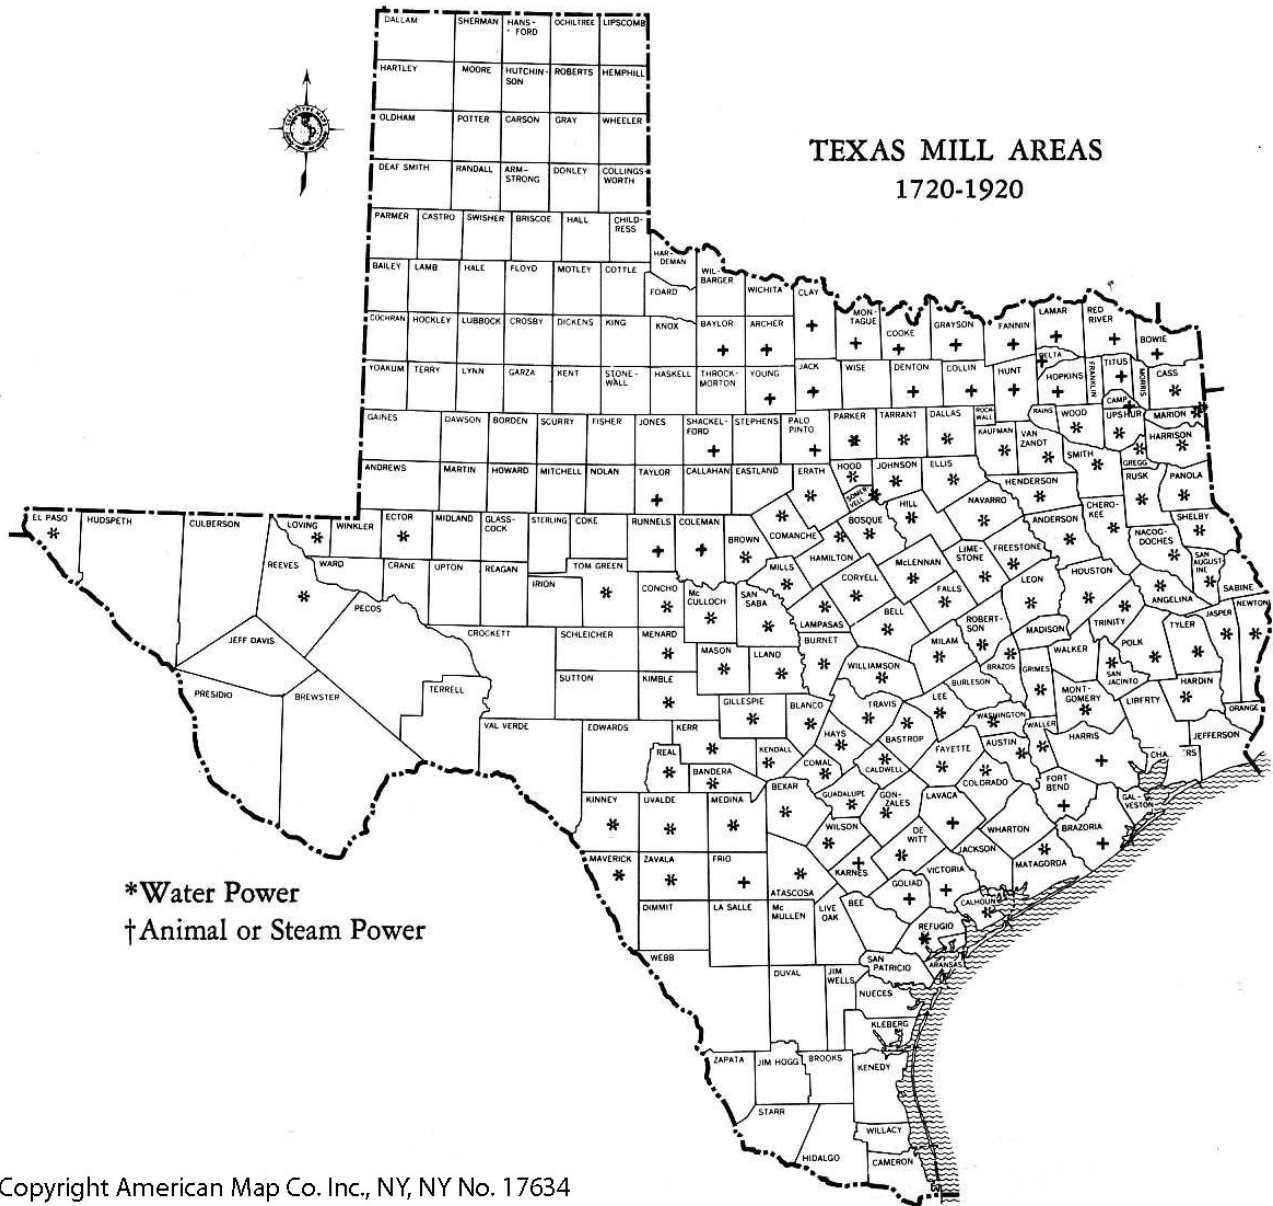 DALLAM
SHERMAN
HANS-
FORD
OCHILTREE
LIPSCOMB
HARTLEY
MOORE
HUTCHIN-
SON
ROBERTS
HEMPHILL
OLDHAM
POTTER
CARSON
GRAY
WHEELER
TEXAS MILL AREAS
1720-1920
DEAF SMITH
RANDALL
ARM-
STRONG
DONLEY
COLLINGS-
WORTH
PARMER
CASTRO
SWISHER
BRISCOE
HALL
CHILD-
RESS
HAR-
DEMAN
BAILEY
LAMB
HALE
FLOYD
MOTLEY
COTTLE
FOARD
WIL-
BARGER
WICHITA
CLAY
COCHRAN
HOCKLEY
LUBBOCK
CROSBY
DICKENS
KING
KNOX
BAYLOR
ARCHER
MON-
TAGUE
COOKE
GRAYSON
FANNIN
LAMAR
RED
RIVER
BOWIE
YOAKUM
TERRY
LYNN
GARZA
KENT
STONE-
WALL
HASKELL
THROCK-
MORTON
YOUNG
JACK
WISE
DENTON
COLLIN
HUNT
DELTA
HOPKINS
FRANKLIN
TITUS
MORRIS
CASS
CAMP
GAINES
DAWSON
BORDEN
SCURRY
FISHER
JONES
SHACKEL-
FORD
STEPHENS
PALO
PINTO
PARKER
TARRANT
DALLAS
ROCK-
WALL
KAUFMAN
RAINS
WOOD
UPSHUR
MARION
VAN
ZANDT
HARRISON
GREGG
ANDREWS
MARTIN
HOWARD
MITCHELL
NOLAN
TAYLOR
CALLAHAN
EASTLAND
ERATH
HOOD
SOMER-
VELL
JOHNSON
ELLIS
HENDERSON
SMITH
RUSK
PANOLA
EL PASO
HUDSPETH
CULBERSON
LOVING
WINKLER
ECTOR
MIDLAND
GLASS-
COCK
STERLING
COKE
RUNNELS
COLEMAN
BROWN
COMANCHE
BOSQUE
HILL
NAVARRO
ANDERSON
CHERO-
KEE
NACOG-
DOCHES
SHELBY
REEVES
WARD
CRANE
UPTON
REAGAN
IRION
TOM GREEN
CONCHO
MC
CULLOCH
SAN
SABA
MILLS
HAMILTON
CORYELL
McLENNAN
LIME-
STONE
FREESTONE
LEON
HOUSTON
ANGELINA
SAN
AUGUST-
INE
SABINE
JEFF DAVIS
PECOS
CROCKETT
SCHLEICHER
MENARD
MASON
LLANO
LAMPASAS
BURNET
BELL
FALLS
ROBERT-
SON
MILAM
MADISON
WALKER
TRINITY
POLK
TYLER
JASPER
NEWTON
PRESIDIO
BREWSTER
TERRELL
VAL VERDE
SUTTON
KIMBLE
GILLESPIE
BLANCO
WILLIAMSON
TRAVIS
LEE
BURLESON
BRAZOS
GRIMES
MONT-
GOMERY
SAN
JACINTO
LIBERTY
HARDIN
ORANGE
JEFFERSON
EDWARDS
KERR
REAL
BANDERA
KENDALL
HAYS
COMAL
CALDWELL
BASTROP
FAYETTE
WASHINGTON
AUSTIN
WALLER
HARRIS
CHA
RS
KINNEY
UVALDE
MEDINA
BEXAR
GUADALUPE
GON-
ZALES
LAVACA
COLORADO
FORT
BEND
GAL-
VESTON
BRAZORIA
MAVERICK
ZAVALA
FRIO
ATASCOSA
WILSON
KARNES
DE
WITT
JACKSON
WHARTON
MATAGORDA
*Water Power
†Animal or Steam Power
DIMMIT
LA SALLE
Mc
MULLEN
LIVE
OAK
BEE
GOLIAD
VICTORIA
CALHOUN
REFUGIO
WEBB
DUVAL
JIM
WELLS
SAN
PATRICIO
ARANSAS
NUECES
KLEBERG
ZAPATA
JIM HOGG
BROOKS
KENEDY
STARR
HIDALGO
WILLACY
CAMERON
Copyright American Map Co. Inc., NY, NY No. 17634